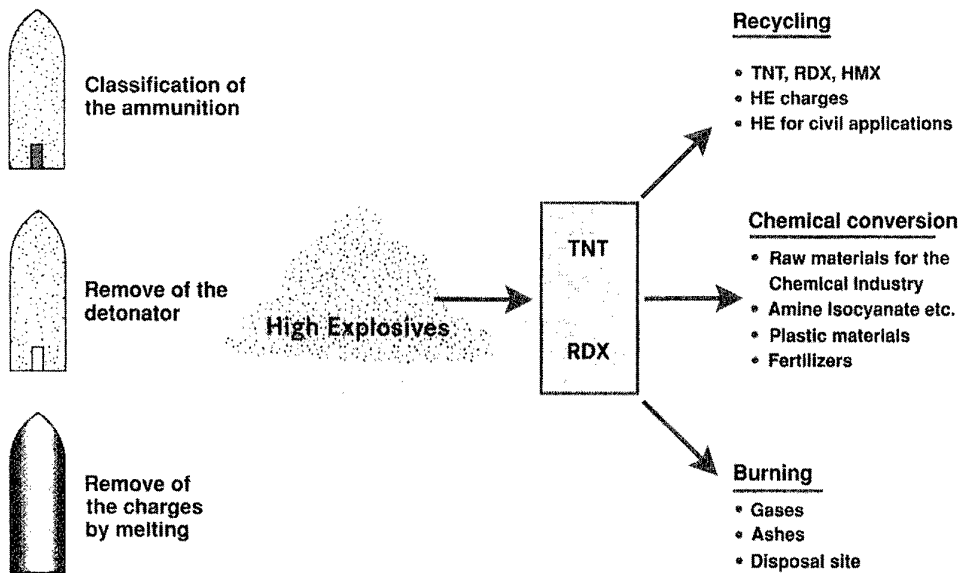 Classification of
the ammunition
Remove of the
detonator
Remove of
the charges
by melting
High Explosives
TNT
RDX
Recycling
• TNT, RDX, HMX
• HE charges
• HE for civil applications
Chemical conversion
• Raw materials for the
Chemical Industry
• Amine Isocyanate etc.
• Plastic materials
• Fertilizers
Burning
• Gases
• Ashes
• Disposal site